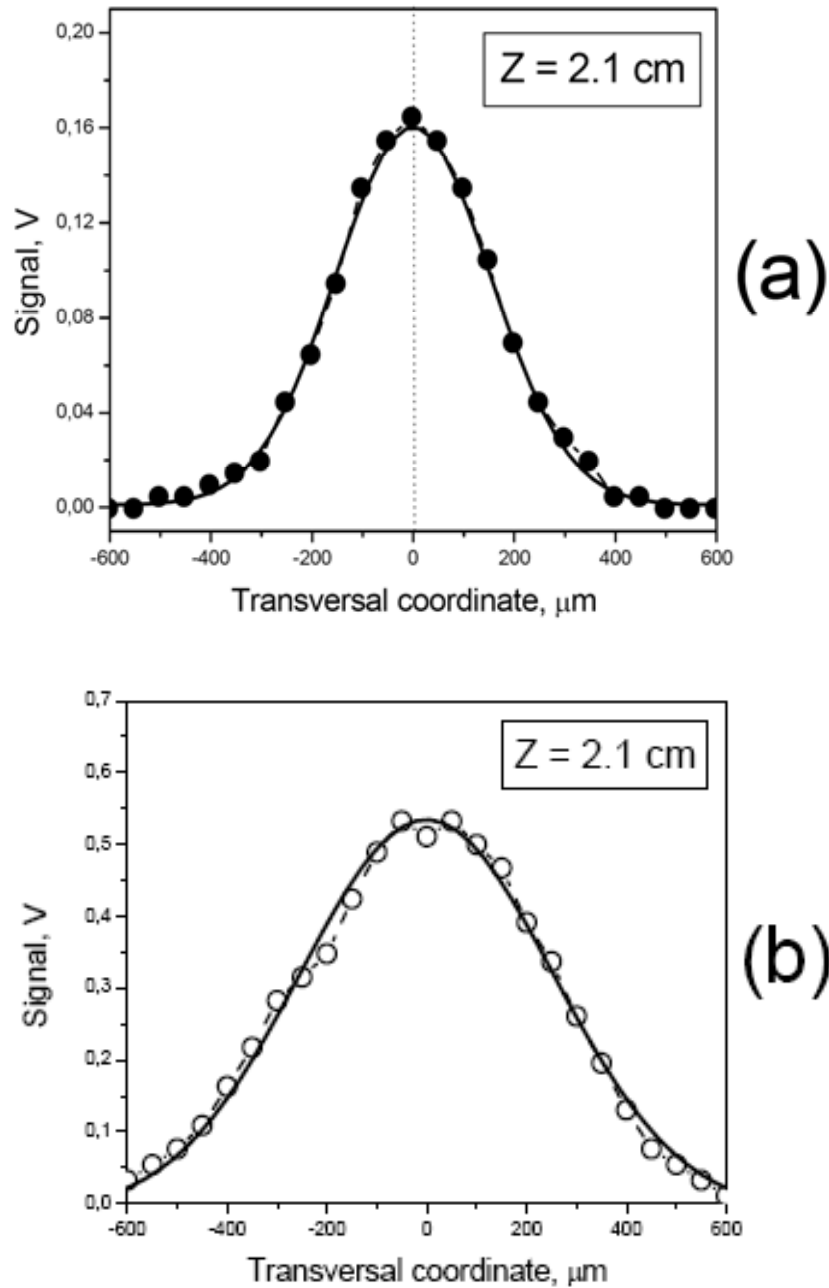 0,20
Z = 2.1 cm
0,16
0,12
0,08
0,04
0,00
Signal, V
-600 -400 -200 0 200 400 600
Transversal coordinate, μm
(a)
0,7
Z = 2.1 cm
0,6
0,5
0,4
0,3
0,2
0,1
0,0
Signal, V
-600 -400 -200 0 200 400 600
Transversal coordinate, μm
(b)